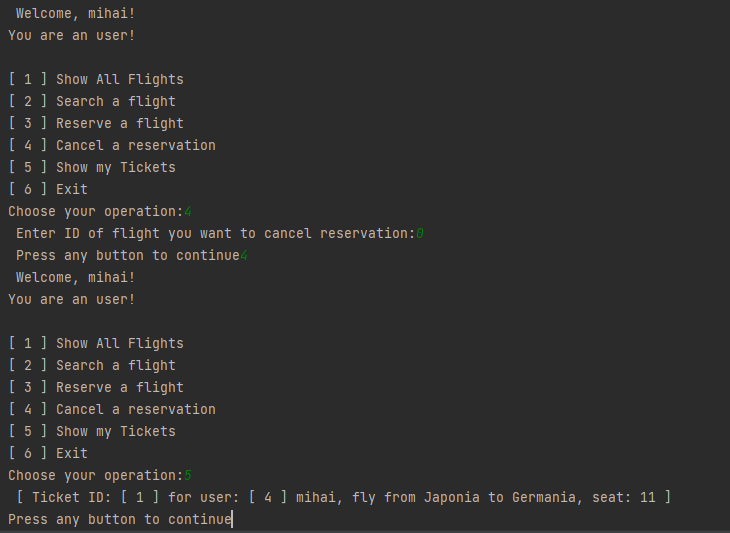 Welcome, mihai!
You are an user!
[ 1 ] Show All Flights
[ 2 ] Search a flight
[ 3 ] Reserve a flight
[ 4 ] Cancel a reservation
[ 5 ] Show my Tickets
[ 6 ] Exit
Choose your operation:4
Enter ID of flight you want to cancel reservation:0
Press any button to continue4
Welcome, mihai!
You are an user!
[ 1 ] Show All Flights
[ 2 ] Search a flight
[ 3 ] Reserve a flight
[ 4 ] Cancel a reservation
[ 5 ] Show my Tickets
[ 6 ] Exit
Choose your operation:5
[ Ticket ID: [ 1 ] for user: [ 4 ] mihai, fly from Japonia to Germania, seat: 11 ]
Press any button to continue